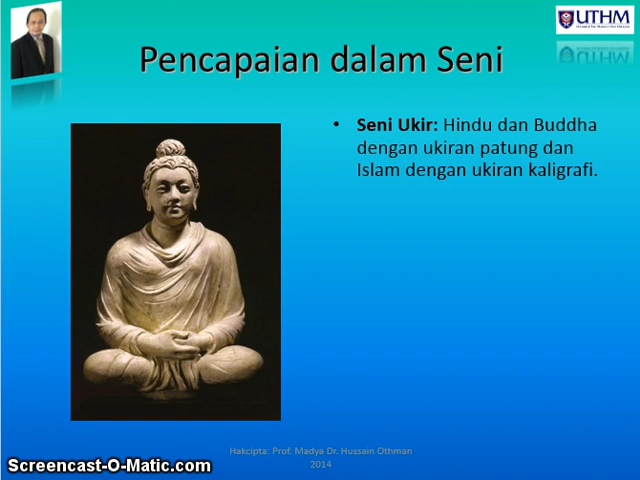 UTHM
Pencapaian dalam Seni
• Seni Ukir: Hindu dan Buddha
dengan ukiran patung dan
Islam dengan ukiran kaligrafi.
Hakcipta: Prof. Madya Dr. Hussain Othman
2014
Screencast-O-Matic.com